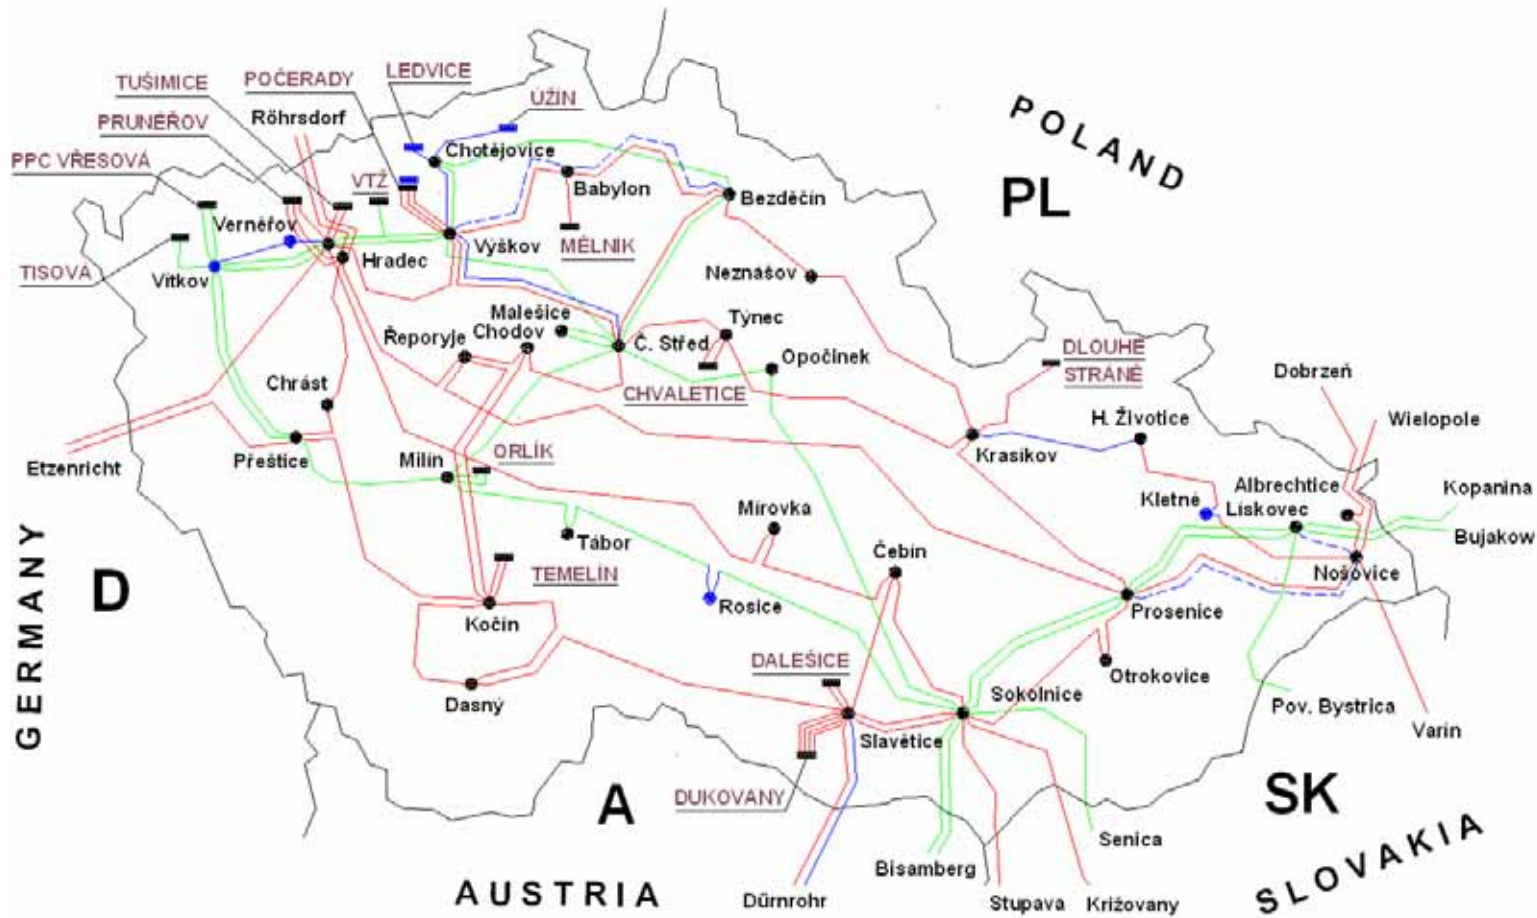 LEDVICE
POČERADY
TUŠIMICE
ÚŽÍN
Röhrsdorf
PRUNÉŘOV
POLAND
PPC VŘESOVÁ
Chotějovice
VTŽ
Babylon
PL
Bezděčín
Vernéřov
Výškov
MĚLNÍK
Hradec
TISOVÁ
Vítkov
Neznášov
Malešice
Týnec
Chodov
Řeporyje
Č. Střed
Opočínek
DLOUHÉ
STRÁNĚ
Dobrzeň
Chrást
CHVALETICE
H. Životice
Wielopole
Krasíkov
Přeštice
Milín
ORLÍK
Etzenricht
Albrechtice
Kopanina
Kletné
Lískovec
Mírovka
Bujakow
Tábor
Čebín
GERMANY
D
TEMELÍN
Nošovice
Rosice
Prosenice
Kočín
DALEŠICE
Otrokovice
Sokolnice
Dasný
Pov. Bystrica
Varín
Slavětice
DUKOVANY
A
SK
Senica
Bisamberg
SLOVAKIA
AUSTRIA
Dürnrohr
Stupava
Križovany